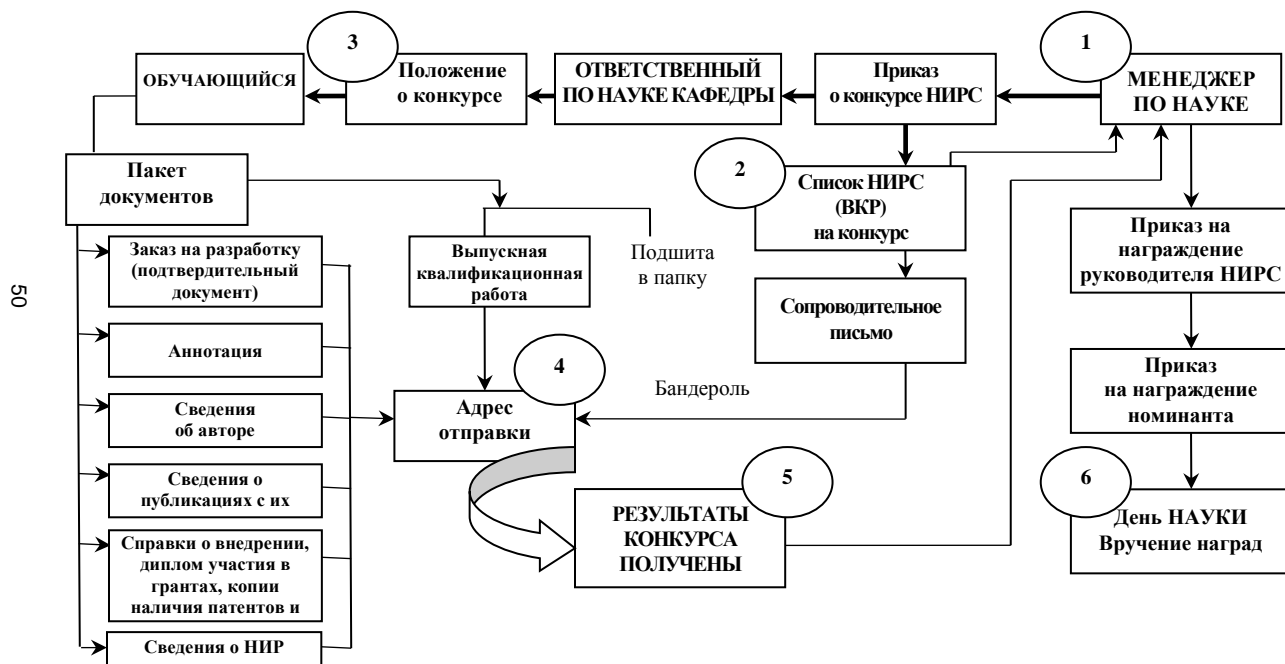 3
1
ОБУЧАЮЩИЙСЯ
Положение
о конкурсе
ОТВЕТСТВЕННЫЙ
ПО НАУКЕ КАФЕДРЫ
Приказ
о конкурсе НИРС
МЕНЕДЖЕР
ПО НАУКЕ
Пакет
документов
2
Список НИРС
(ВКР)
на конкурс
Заказ на разработку
(подтвердительный
документ)
Выпускная
квалификационная
работа
Подшита
в папку
Приказ на
награждение
руководителя НИРС
50
Сопроводительное
письмо
Аннотация
4
Бандероль
Приказ
на награждение
номинанта
Сведения
об авторе
Адрес
отправки
Сведения о
публикациях с их
5
6
РЕЗУЛЬТАТЫ
КОНКУРСА
ПОЛУЧЕНЫ
День НАУКИ
Вручение наград
Справки о внедрении,
диплом участия в
грантах, копии
наличия патентов и
Сведения о НИР